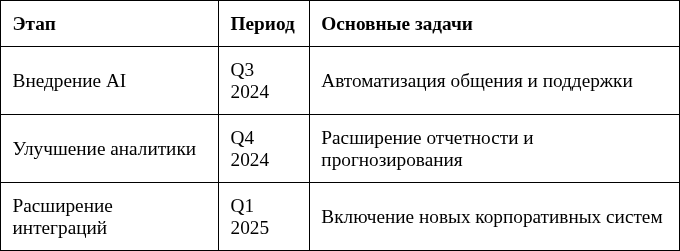 Этап Период Основные задачи
Внедрение AI Q3 2024 Автоматизация общения и поддержки
Улучшение аналитики Q4 2024 Расширение отчетности и прогнозирования
Расширение интеграций Q1 2025 Включение новых корпоративных систем